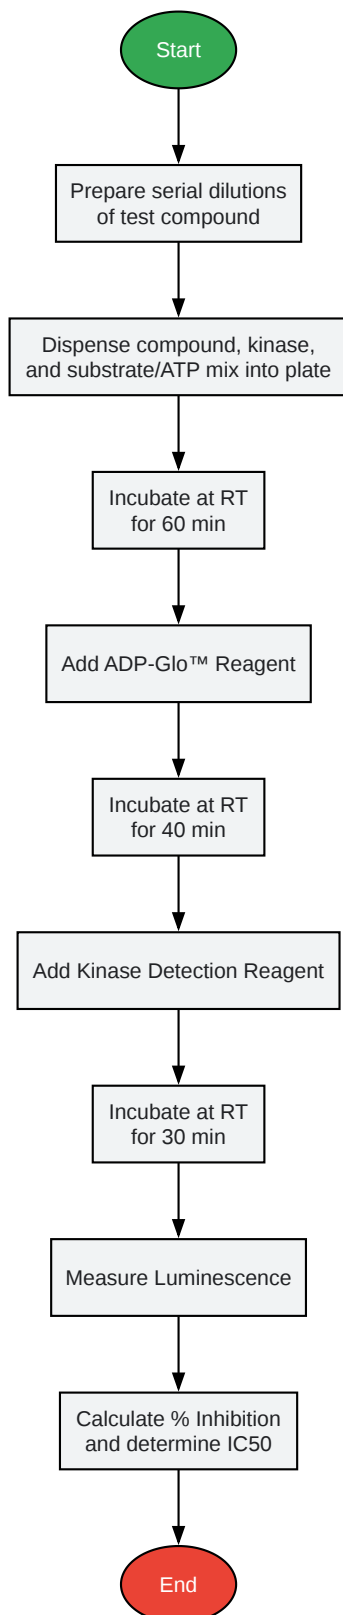 Start
Prepare serial dilutions
of test compound
Dispense compound, kinase,
and substrate/ATP mix into plate
Incubate at RT
for 60 min
Add ADP-Glo™ Reagent
Incubate at RT
for 40 min
Add Kinase Detection Reagent
Incubate at RT
for 30 min
Measure Luminescence
Calculate % Inhibition
and determine IC50
End